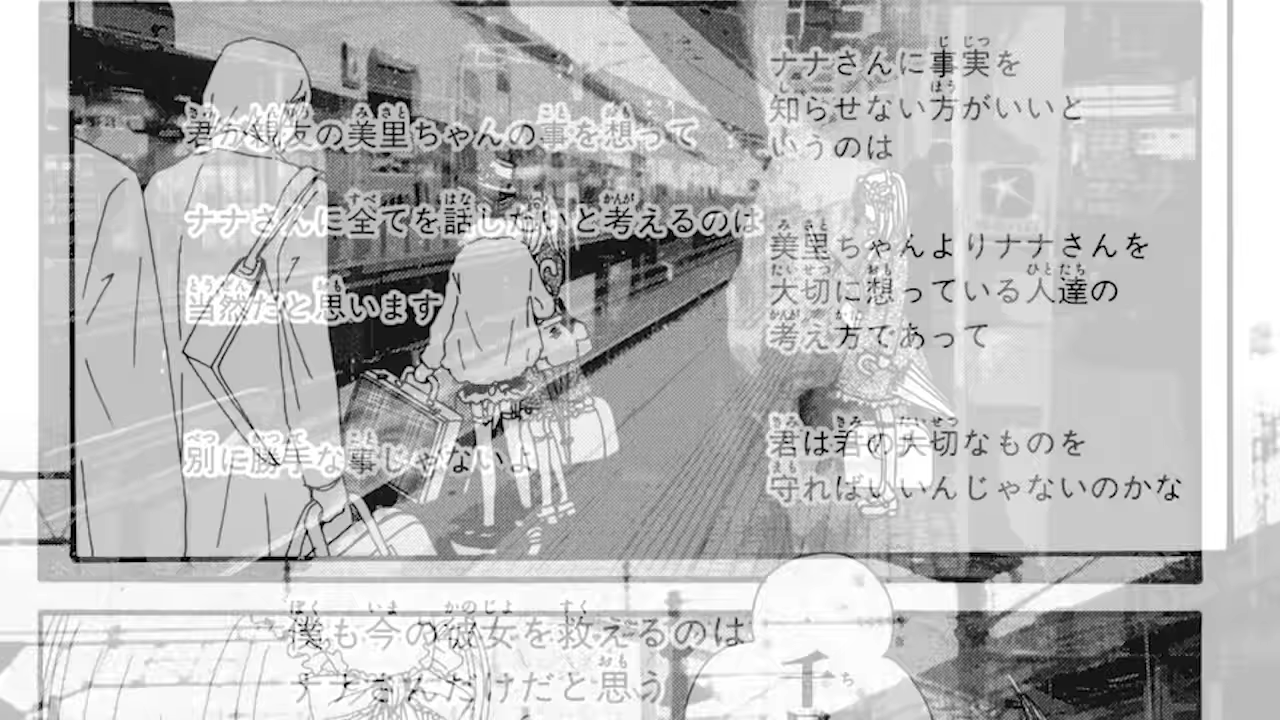 君が親友の美里ちゃんの事を想って
ナナさんに全てを話したいと考えるのは
当然だと思います
別に勝手な事じゃないよ
ナナさんに事実を
知らせない方がいいと
いうのは
美里ちゃんよりナナさんを
大切に想っている人達の
考え方であって
君は君の大切なものを
守ればいいんじゃないのかな
僕も今の彼女を救えるのは
ナナさんだけだと思う
千